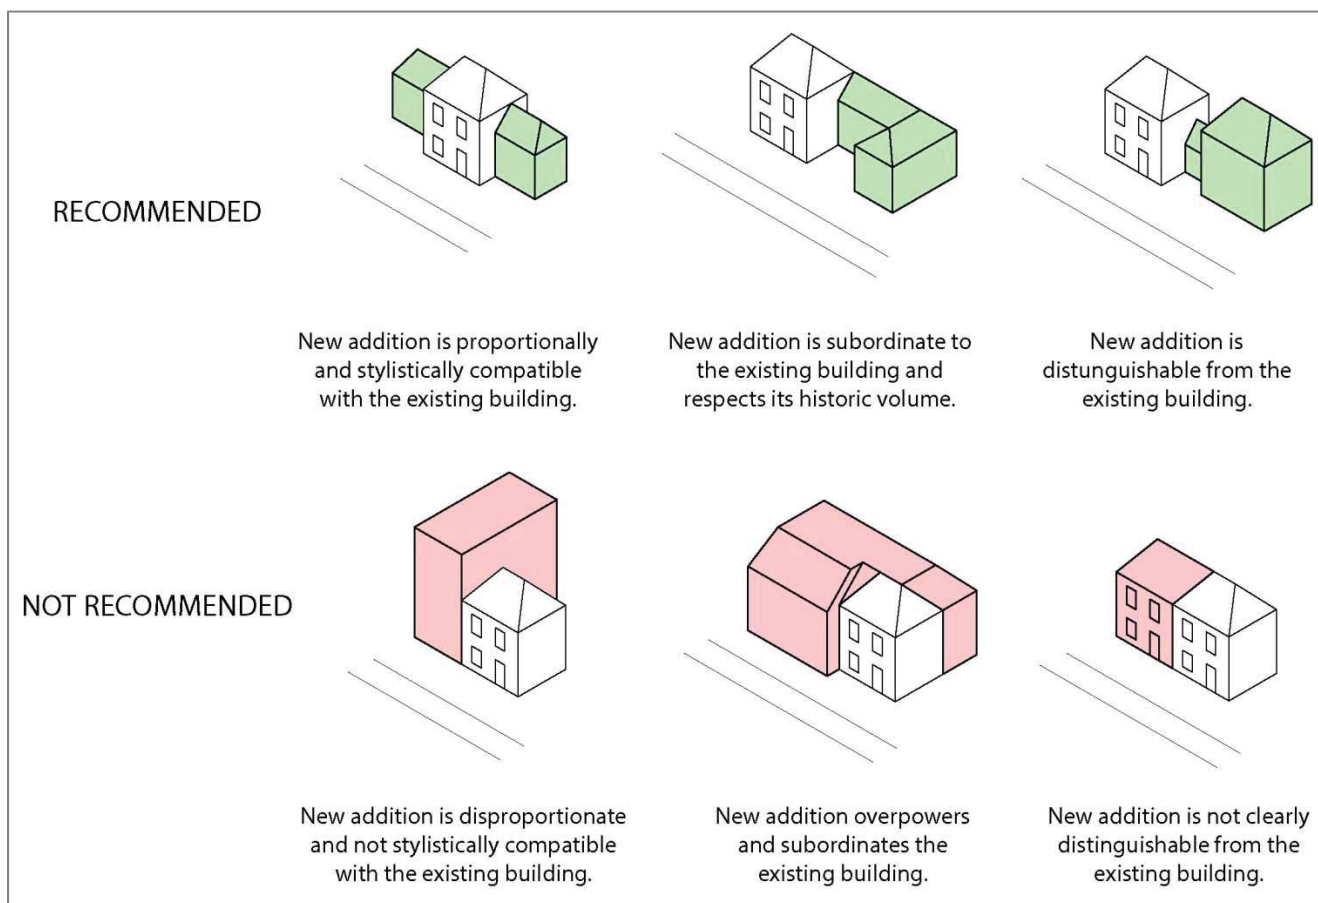 RECOMMENDED
New addition is proportionally
and stylistically compatible
with the existing building.
New addition is subordinate to
the existing building and
respects its historic volume.
New addition is
distunguishable from the
existing building.
NOT RECOMMENDED
New addition is disproportionate
and not stylistically compatible
with the existing building.
New addition overpowers
and subordinates the
existing building.
New addition is not clearly
distinguishable from the
existing building.